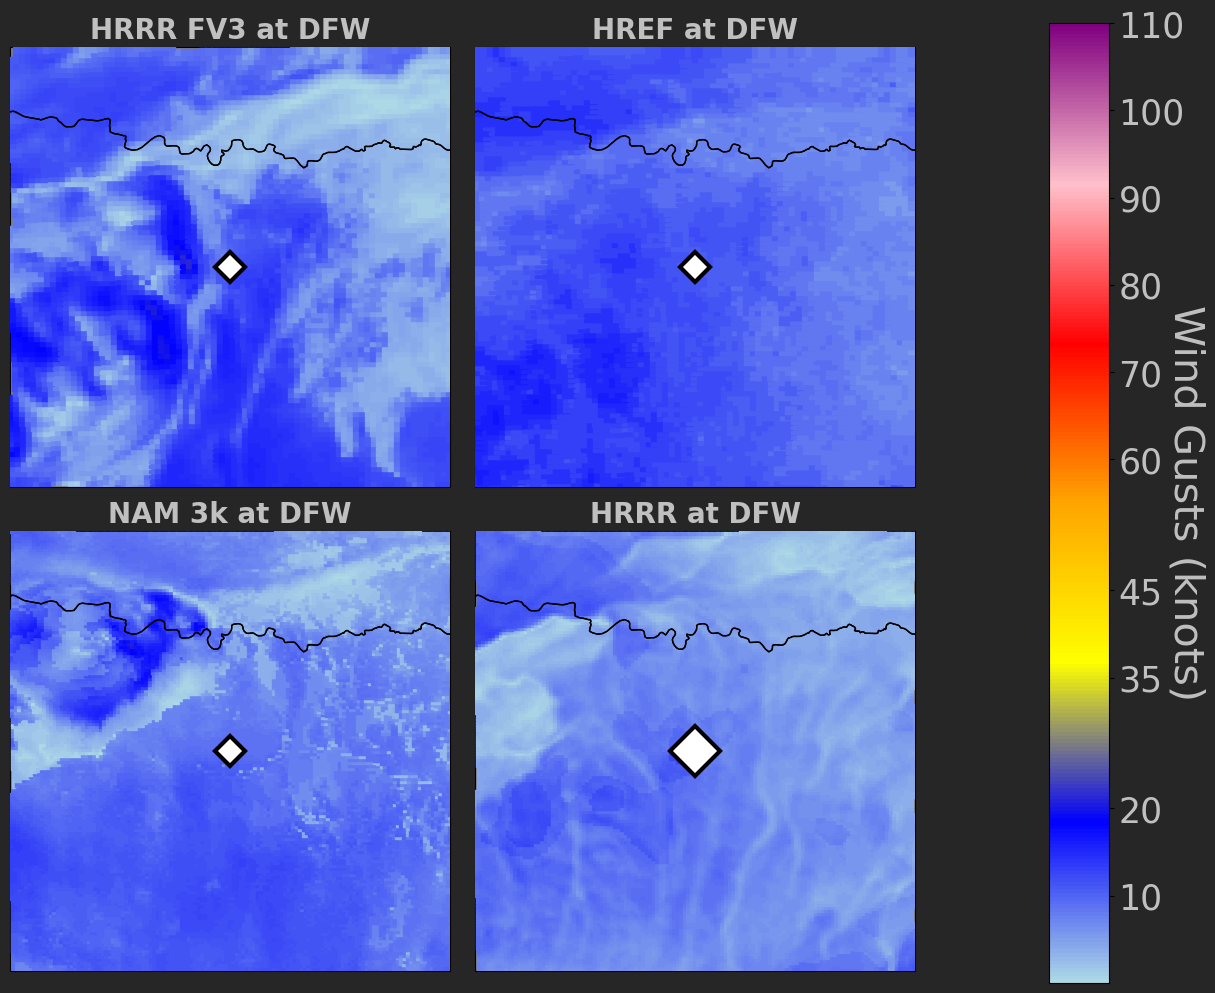 HRRR FV3 at DFW
HREF at DFW
NAM 3k at DFW
HRRR at DFW
110
100
90
80
70
60
45
35
20
10
Wind Gusts (knots)